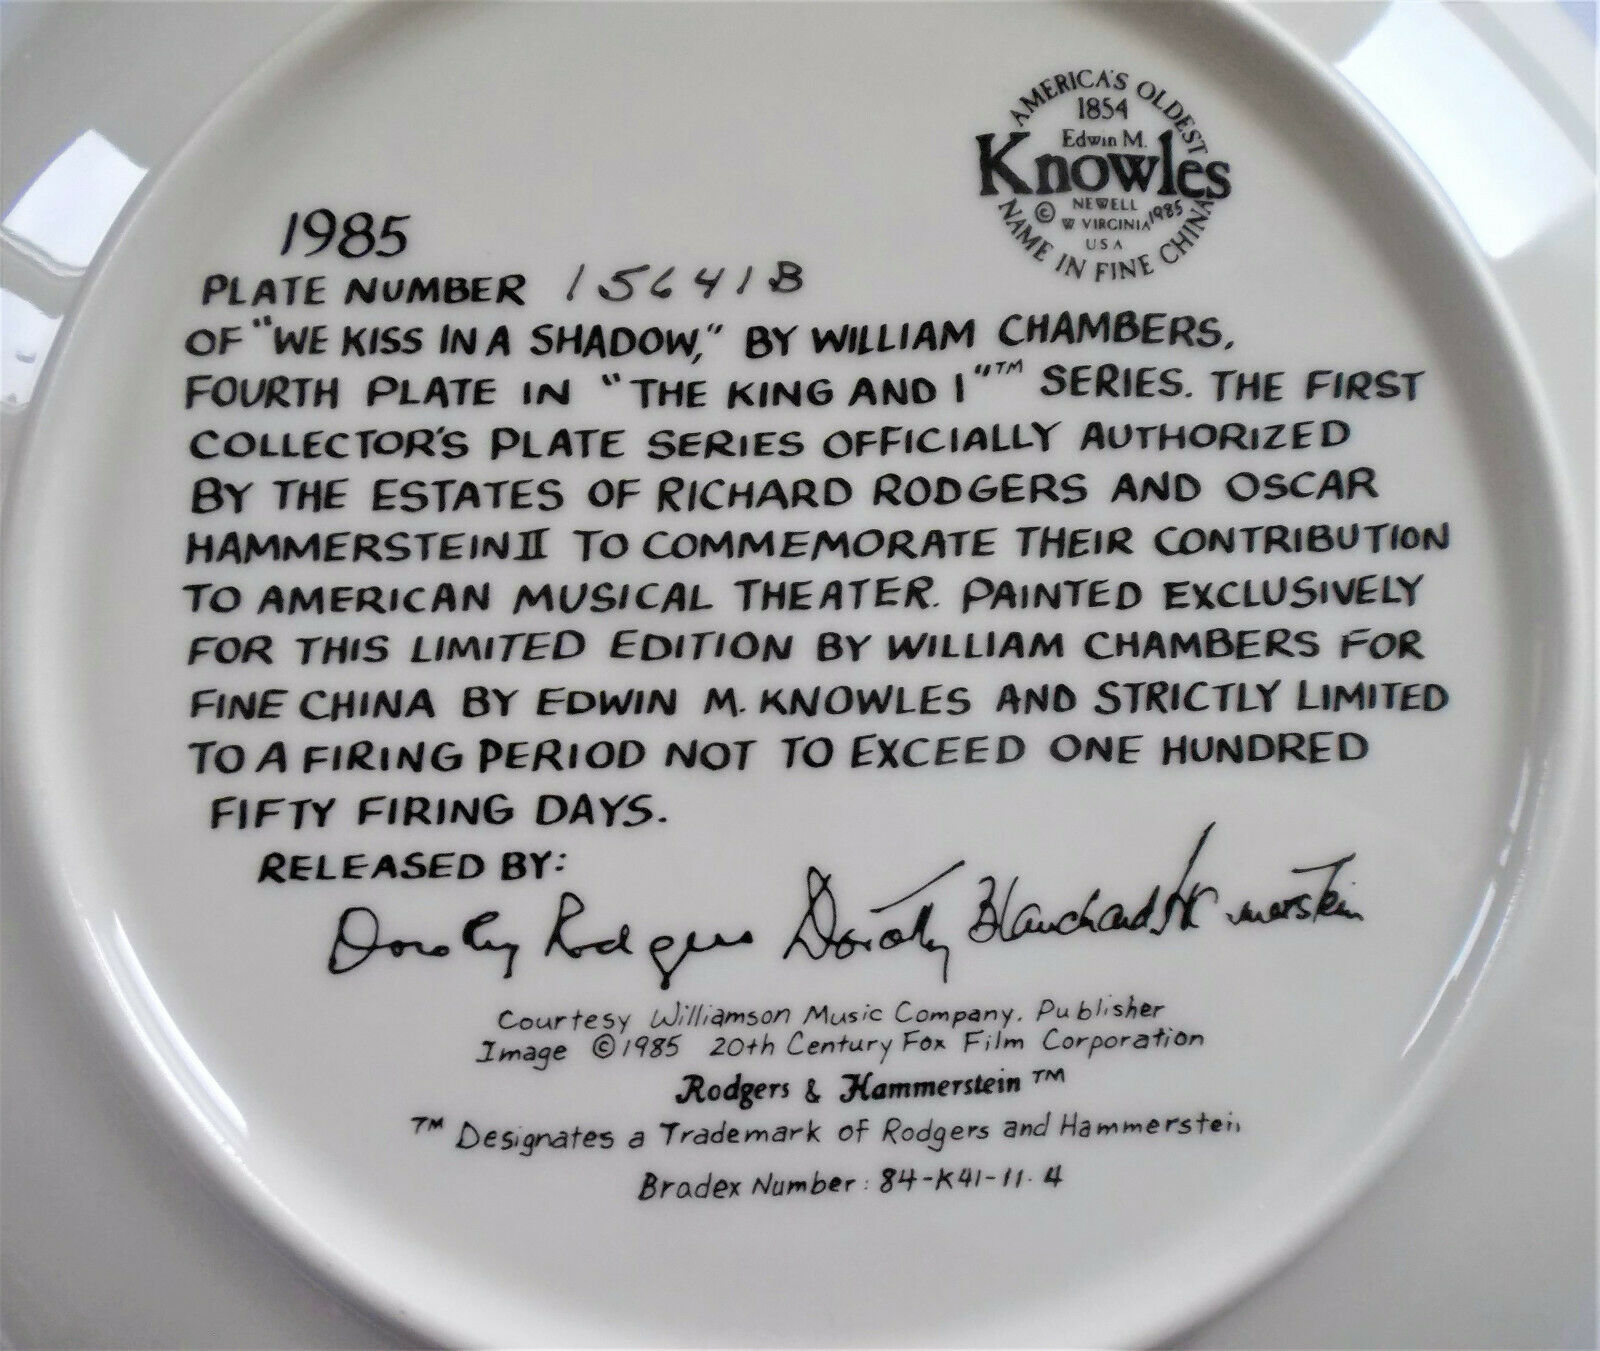 AMERICA'S OLDEST
1854
Edwin M.
Knowles
© NEWELL
W VIRGINIA 1985
USA
NAME IN FINE CHINA
1985
PLATE NUMBER 15641B
OF "WE KISS IN A SHADOW," BY WILLIAM CHAMBERS,
FOURTH PLATE IN "THE KING AND I"™ SERIES. THE FIRST
COLLECTOR'S PLATE SERIES OFFICIALLY AUTHORIZED
BY THE ESTATES OF RICHARD RODGERS AND OSCAR
HAMMERSTEIN II TO COMMEMORATE THEIR CONTRIBUTION
TO AMERICAN MUSICAL THEATER. PAINTED EXCLUSIVELY
FOR THIS LIMITED EDITION BY WILLIAM CHAMBERS FOR
FINE CHINA BY EDWIN M. KNOWLES AND STRICTLY LIMITED
TO A FIRING PERIOD NOT TO EXCEED ONE HUNDRED
FIFTY FIRING DAYS.
RELEASED BY:
Dorothy Rodgers Dorothy Blanchard Hammerstein
Courtesy Williamson Music Company, Publisher
Image ©1985 20th Century Fox Film Corporation
Rodgers & Hammerstein™
™ Designates a Trademark of Rodgers and Hammerstein
Bradex Number: 84-K41-11.4